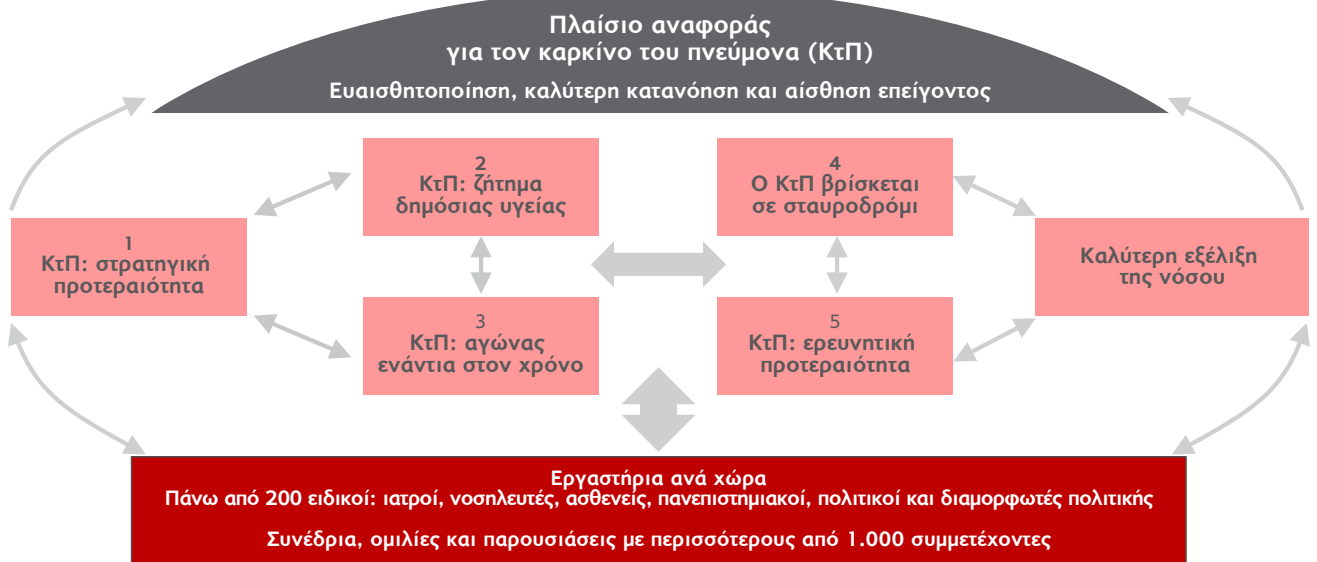 Πλαίσιο αναφοράς
για τον καρκίνο του πνεύμονα (ΚτΠ)
Ευαισθητοποίηση, καλύτερη κατανόηση και αίσθηση επείγοντος
1
ΚτΠ: στρατηγική
προτεραιότητα
2
ΚτΠ: ζήτημα
δημόσιας υγείας
3
ΚτΠ: αγώνας
ενάντια στον χρόνο
4
Ο ΚτΠ βρίσκεται
σε σταυροδρόμι
5
ΚτΠ: ερευνητική
προτεραιότητα
Καλύτερη εξέλιξη
της νόσου
Εργαστήρια ανά χώρα
Πάνω από 200 ειδικοί: ιατροί, νοσηλευτές, ασθενείς, πανεπιστημιακοί, πολιτικοί και διαμορφωτές πολιτικής
Συνέδρια, ομιλίες και παρουσιάσεις με περισσότερους από 1.000 συμμετέχοντες